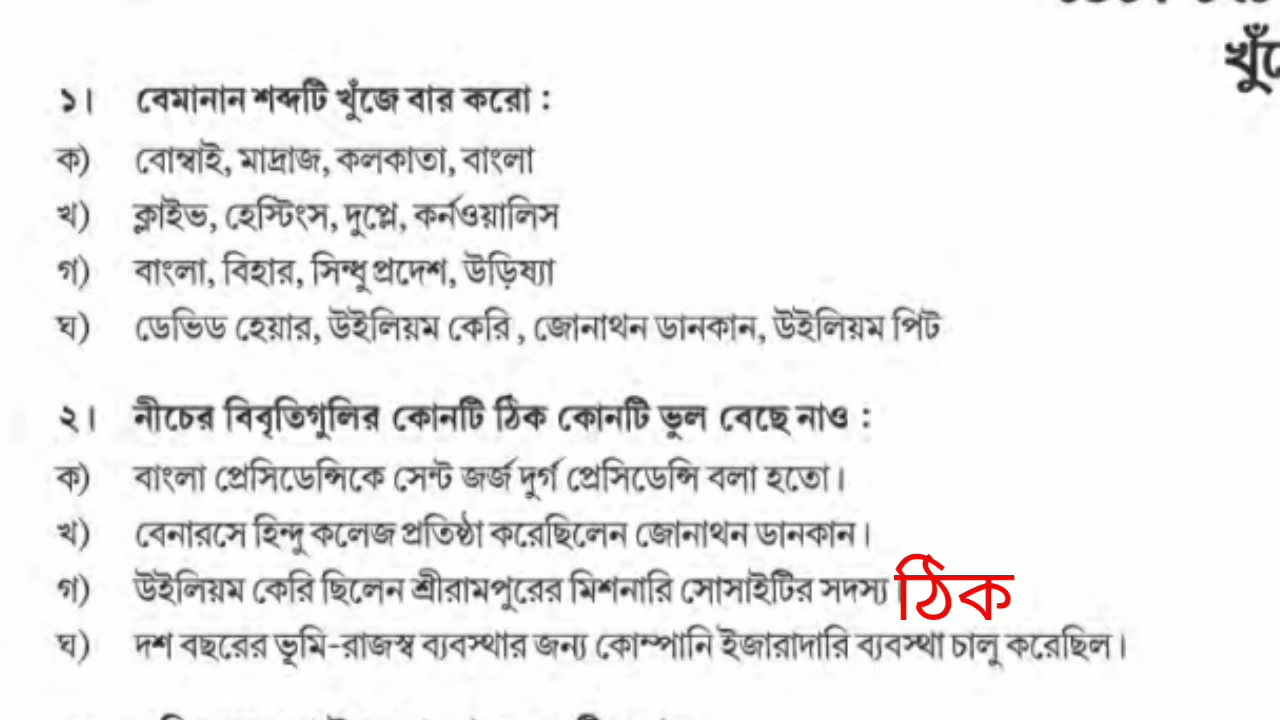 ১। বেমানান শব্দটি খুঁজে বার করো :
ক) বোম্বাই, মাদ্রাজ, কলকাতা, বাংলা
খ) ক্লাইভ, হেস্টিংস, দুপ্লে, কর্নওয়ালিস
গ) বাংলা, বিহার, সিন্ধু প্রদেশ, উড়িষ্যা
ঘ) ডেভিড হেয়ার, উইলিয়ম কেরি , জোনাথন ডানকান, উইলিয়ম পিট
২। নীচের বিবৃতিগুলির কোনটি ঠিক কোনটি ভুল বেছে নাও :
ক) বাংলা প্রেসিডেন্সিকে সেন্ট জর্জ দুর্গ প্রেসিডেন্সি বলা হতো।
খ) বেনারসে হিন্দু কলেজ প্রতিষ্ঠা করেছিলেন জোনাথন ডানকান।
গ) উইলিয়ম কেরি ছিলেন শ্রীরামপুরের মিশনারি সোসাইটির সদস্য। ঠিক
ঘ) দশ বছরের ভূমি-রাজস্ব ব্যবস্থার জন্য কোম্পানি ইজারাদারি ব্যবস্থা চালু করেছিল।